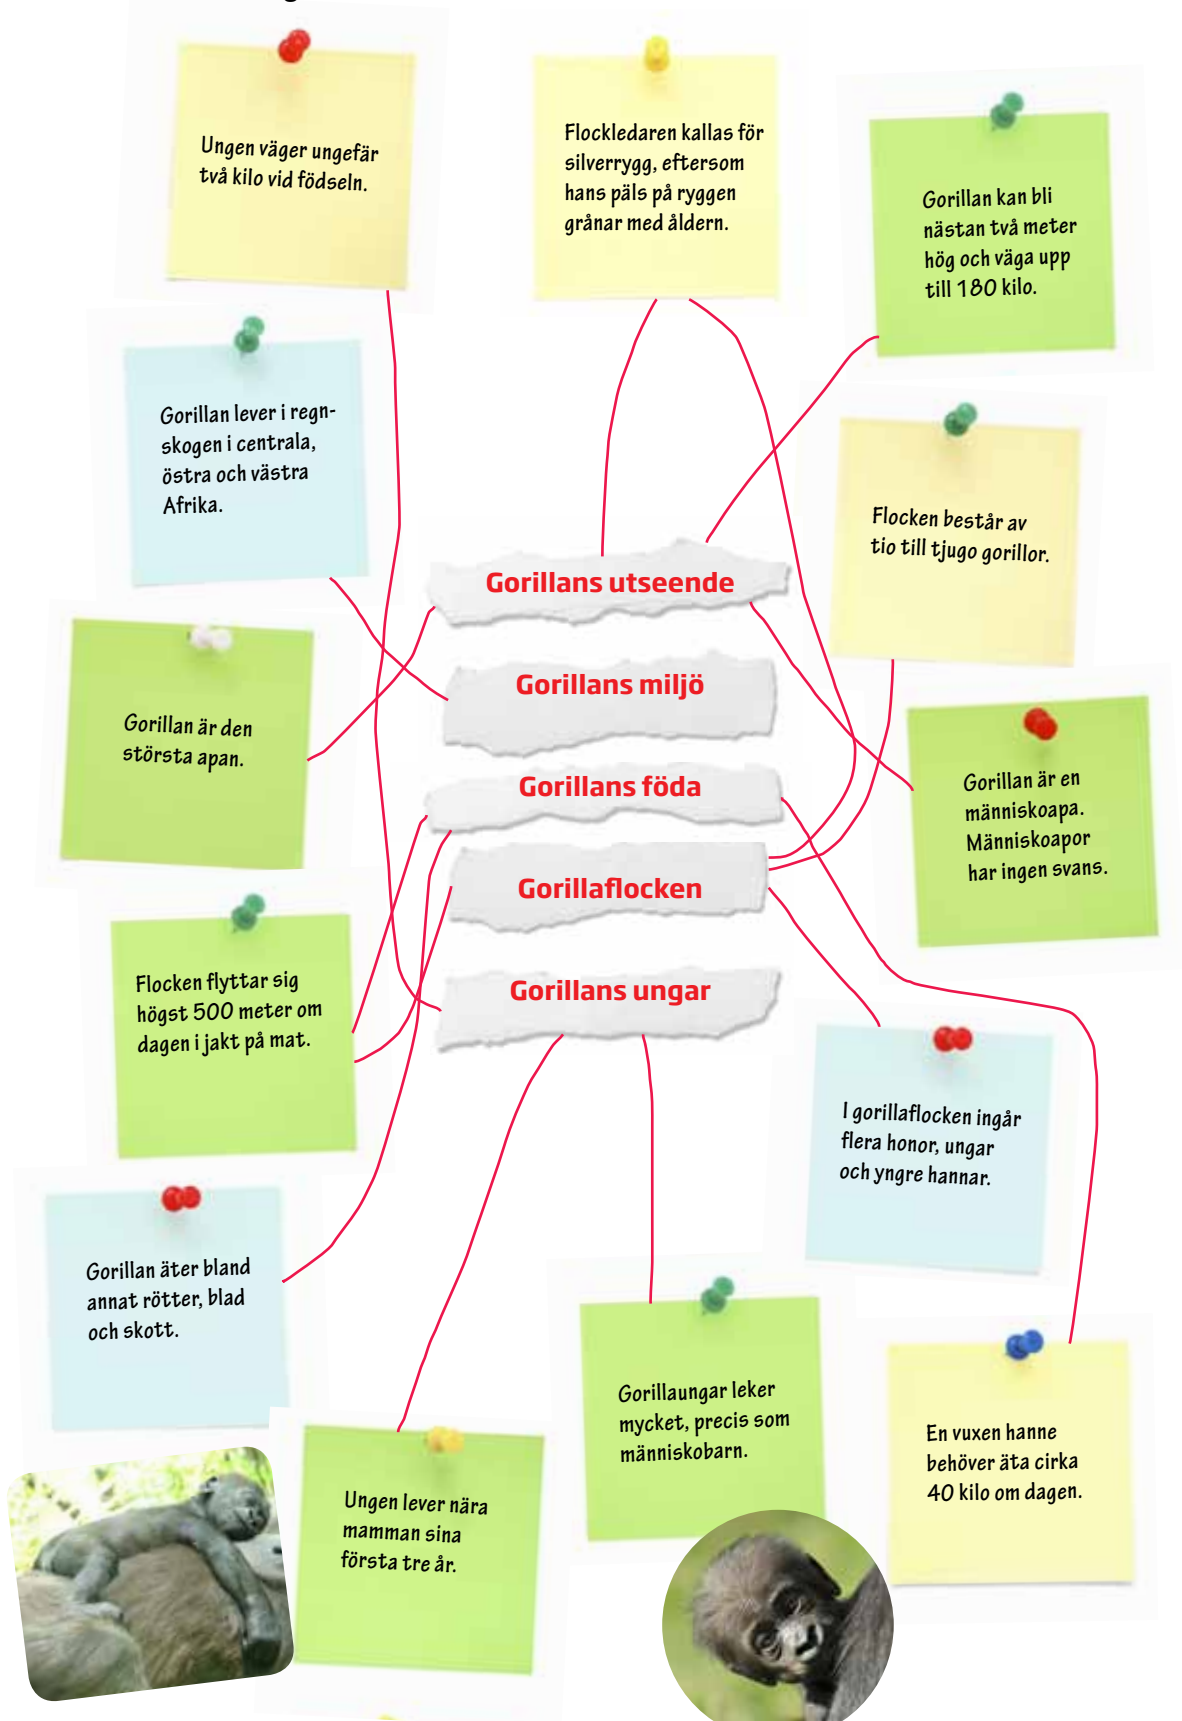 Ungen väger ungefär
två kilo vid födseln.
Flockledaren kallas för
silverrygg, eftersom
hans päls på ryggen
grånar med åldern.
Gorillan kan bli
nästan två meter
hög och väga upp
till 180 kilo.
Gorillan lever i regn-
skogen i centrala,
östra och västra
Afrika.
Flocken består av
tio till tjugo gorillor.
Gorillans utseende
Gorillans miljö
Gorillan är den
största apan.
Gorillans föda
Gorillan är en
människoapa.
Människoapor
har ingen svans.
Gorillaflocken
Flocken flyttar sig
högst 500 meter om
dagen i jakt på mat.
Gorillans ungar
I gorillaflocken ingår
flera honor, ungar
och yngre hannar.
Gorillan äter bland
annat rötter, blad
och skott.
Gorillaungar leker
mycket, precis som
människobarn.
En vuxen hanne
behöver äta cirka
40 kilo om dagen.
Ungen lever nära
mamman sina
första tre år.